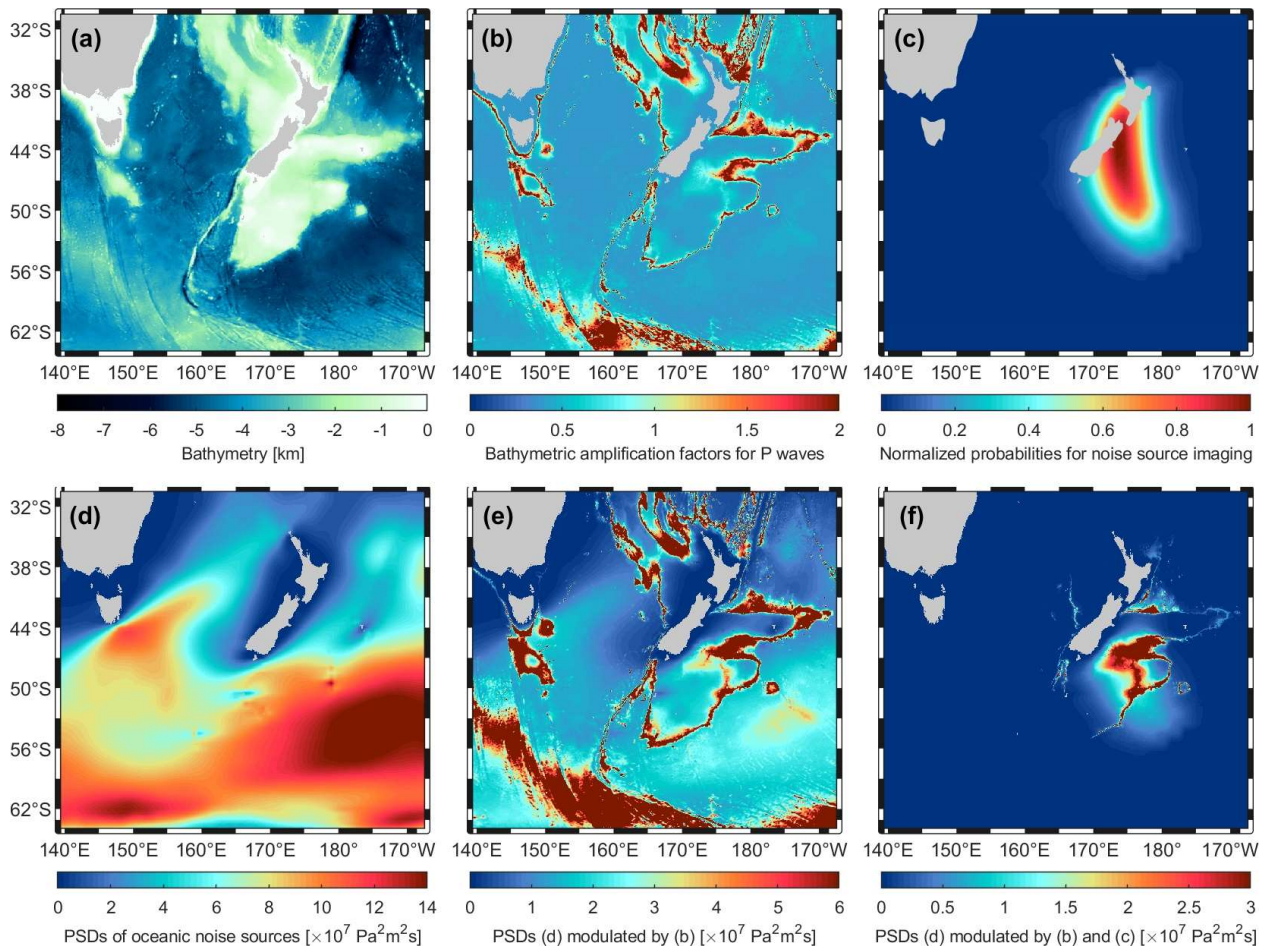 (a)
32°S
38°S
44°S
50°S
56°S
62°S
140°E 150°E 160°E 170°E 180°E 170°W
-8 -7 -6 -5 -4 -3 -2 -1 0
Bathymetry [km]
(b)
140°E 150°E 160°E 170°E 180°E 170°W
0 0.5 1 1.5 2
Bathymetric amplification factors for P waves
(c)
140°E 150°E 160°E 170°E 180°E 170°W
0 0.2 0.4 0.6 0.8 1
Normalized probabilities for noise source imaging
(d)
32°S
38°S
44°S
50°S
56°S
62°S
140°E 150°E 160°E 170°E 180°E 170°W
0 2 4 6 8 10 12 14
PSDs of oceanic noise sources [×10⁷ Pa²m²s]
(e)
140°E 150°E 160°E 170°E 180°E 170°W
0 1 2 3 4 5 6
PSDs (d) modulated by (b) [×10⁷ Pa²m²s]
(f)
140°E 150°E 160°E 170°E 180°E 170°W
0 0.5 1 1.5 2 2.5 3
PSDs (d) modulated by (b) and (c) [×10⁷ Pa²m²s]